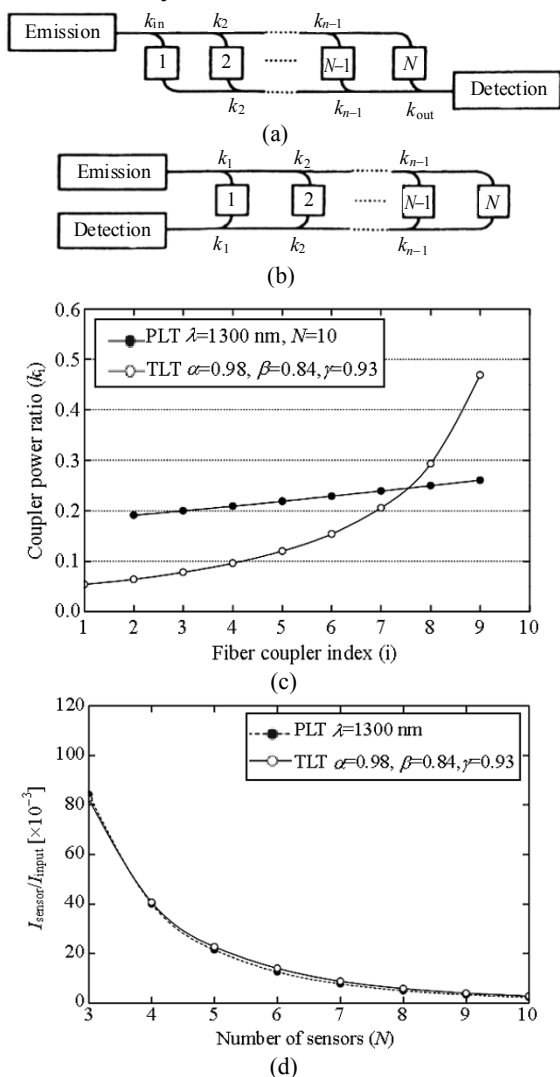 Emission
k_in k_2 k_{n−1}
1 2 ...... N−1 N
k_2 k_{n−1} k_out
Detection
(a)
Emission
k_1 k_2 k_{n−1}
1 2 ...... N−1 N
Detection
k_1 k_2 k_{n−1}
(b)
PLT λ=1300 nm, N=10
TLT α=0.98, β=0.84,γ=0.93
Coupler power ratio (k_i)
0.6
0.5
0.4
0.3
0.2
0.1
0.0
1 2 3 4 5 6 7 8 9 10
Fiber coupler index (i)
(c)
PLT λ=1300 nm
TLT α=0.98, β=0.84,γ=0.93
I_sensor/I_input [×10^{−3}]
120
100
80
60
40
20
0
3 4 5 6 7 8 9 10
Number of sensors (N)
(d)